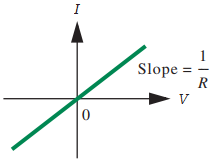 I
Slope = 1/R
V
0